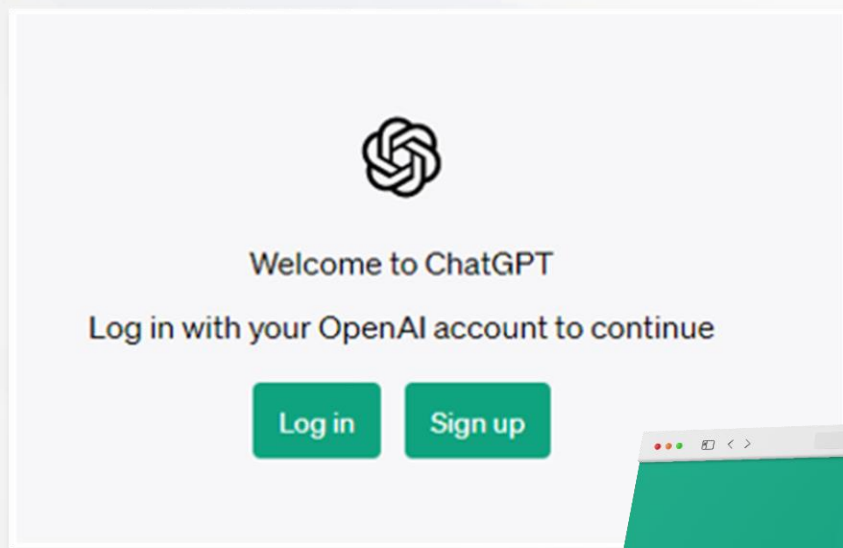 Welcome to ChatGPT
Log in with your OpenAI account to continue
Log in
Sign up